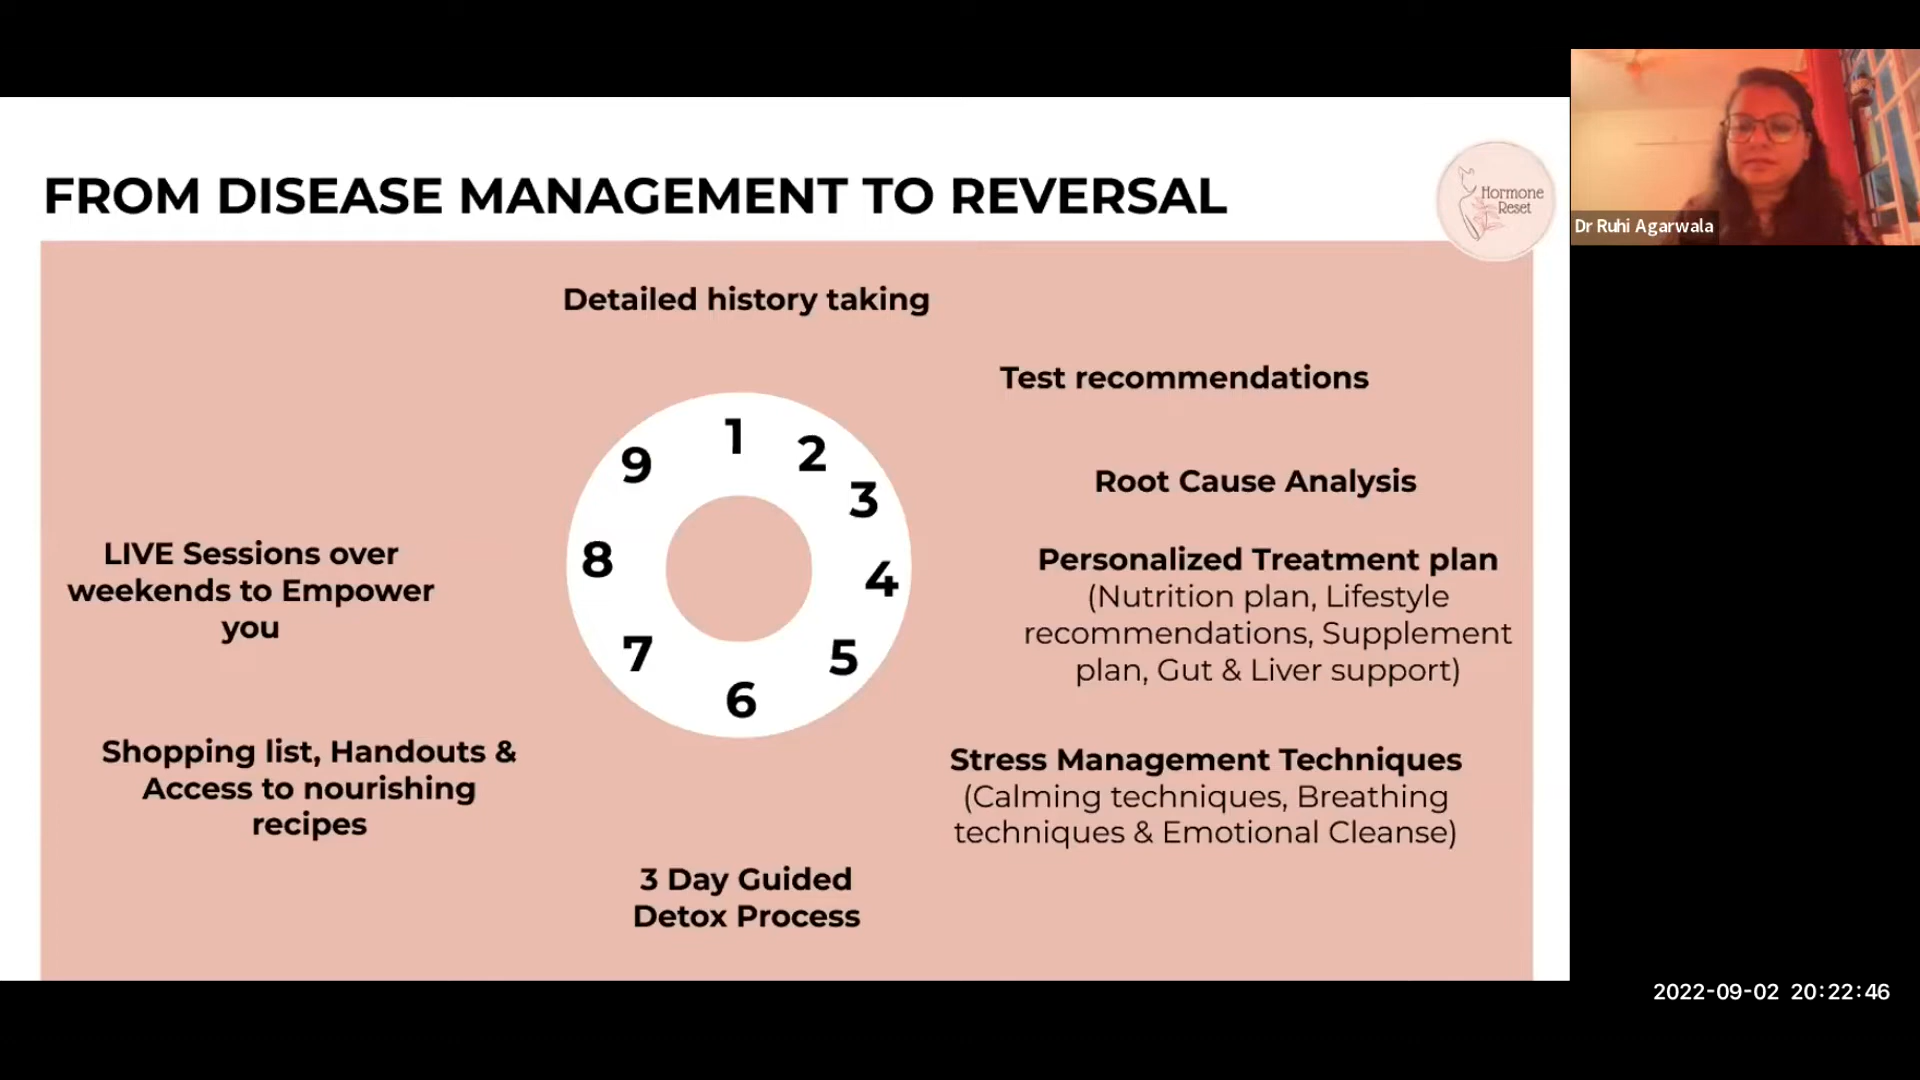 FROM DISEASE MANAGEMENT TO REVERSAL
Hormone
Reset
Dr Ruhi Agarwala
Detailed history taking
Test recommendations
Root Cause Analysis
Personalized Treatment plan
(Nutrition plan, Lifestyle
recommendations, Supplement
plan, Gut & Liver support)
Stress Management Techniques
(Calming techniques, Breathing
techniques & Emotional Cleanse)
3 Day Guided
Detox Process
Shopping list, Handouts &
Access to nourishing
recipes
LIVE Sessions over
weekends to Empower
you
1
2
3
4
5
6
7
8
9
2022-09-02 20:22:46